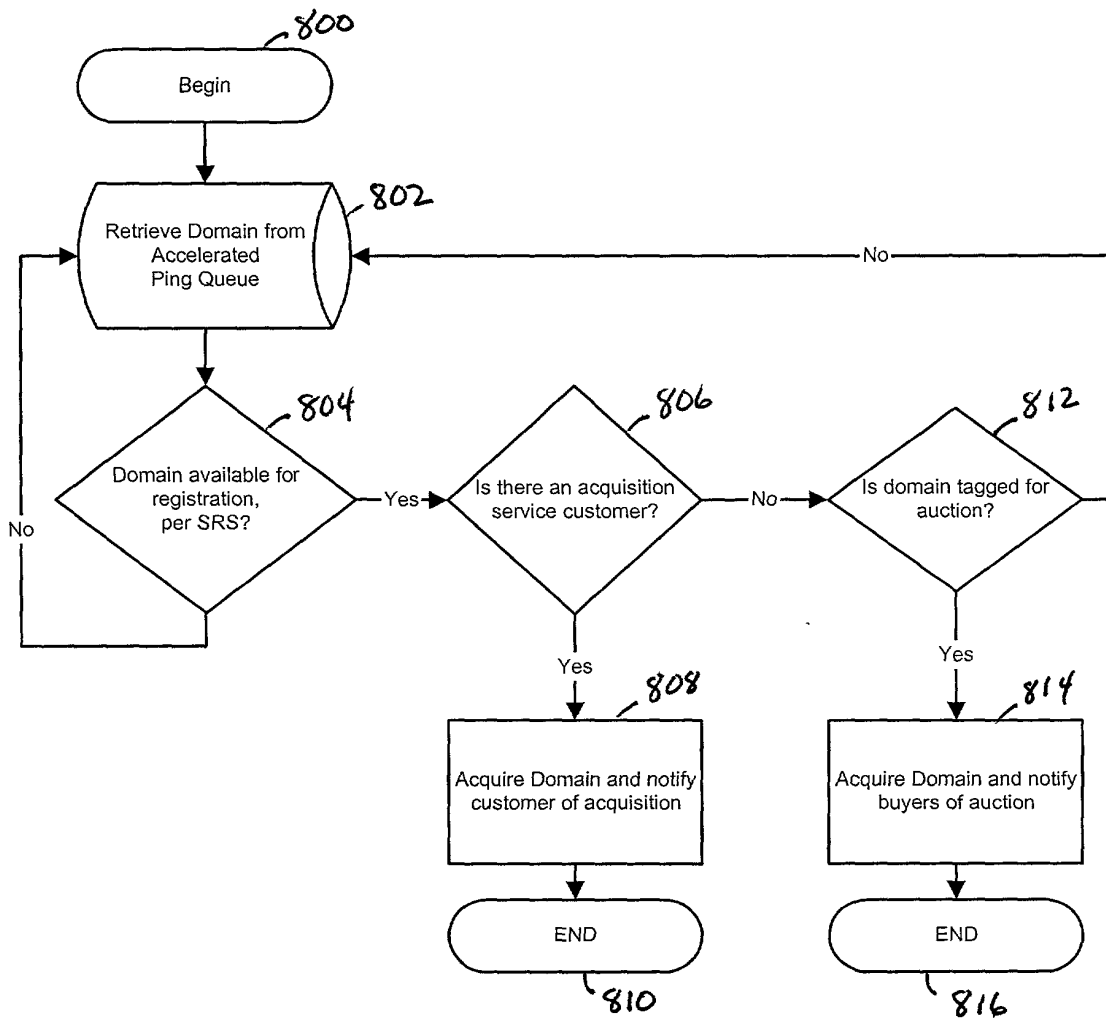 800
Begin
802
Retrieve Domain from
Accelerated
Ping Queue
No
804
Domain available for
registration,
per SRS?
No
Yes
806
Is there an acquisition
service customer?
No
812
Is domain tagged for
auction?
Yes
Yes
808
Acquire Domain and notify
customer of acquisition
814
Acquire Domain and notify
buyers of auction
END
810
END
816